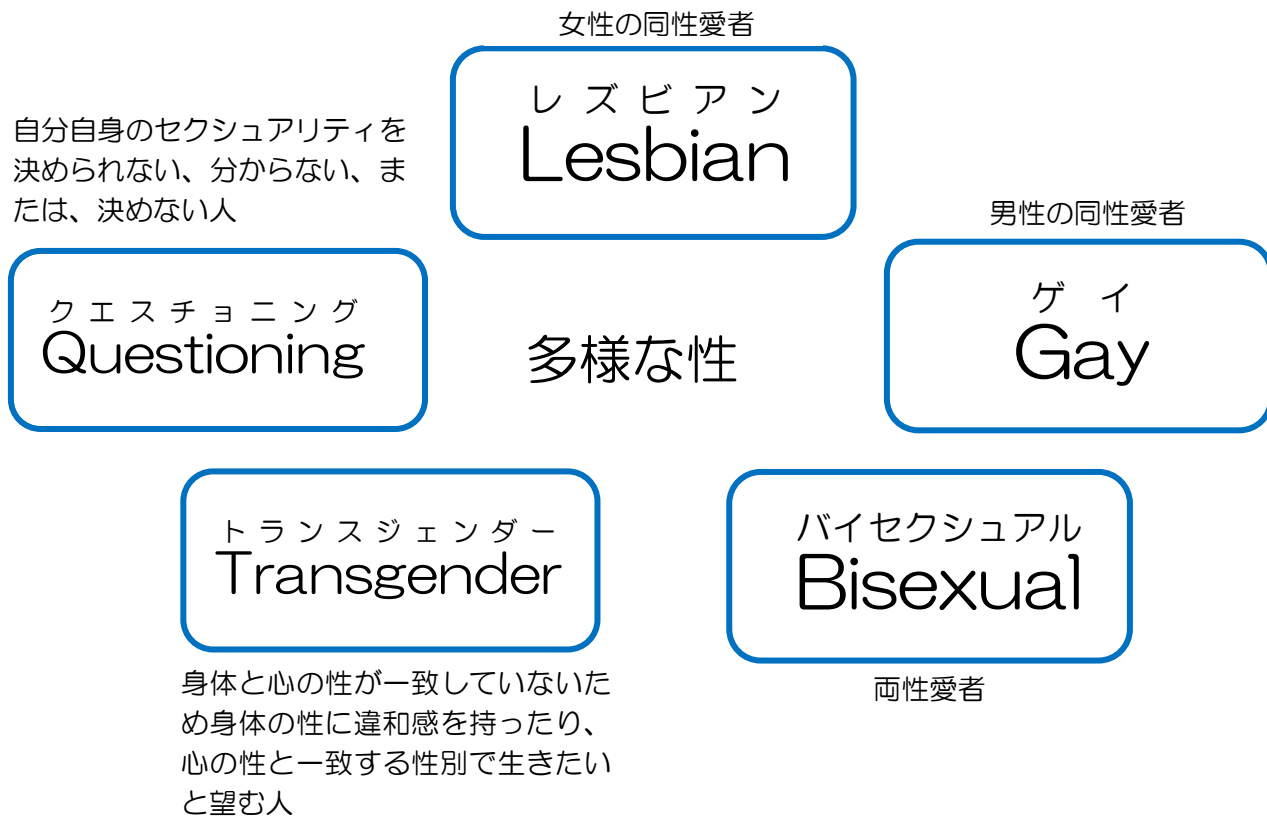 女性の同性愛者
レズビアン
Lesbian
自分自身のセクシュアリティを
決められない、分からない、ま
たは、決めない人
男性の同性愛者
クエスチョニング
Questioning
多様な性
ゲイ
Gay
トランスジェンダー
Transgender
バイセクシュアル
Bisexual
身体と心の性が一致していないた
め身体の性に違和感を持ったり、
心の性と一致する性別で生きたい
と望む人
両性愛者